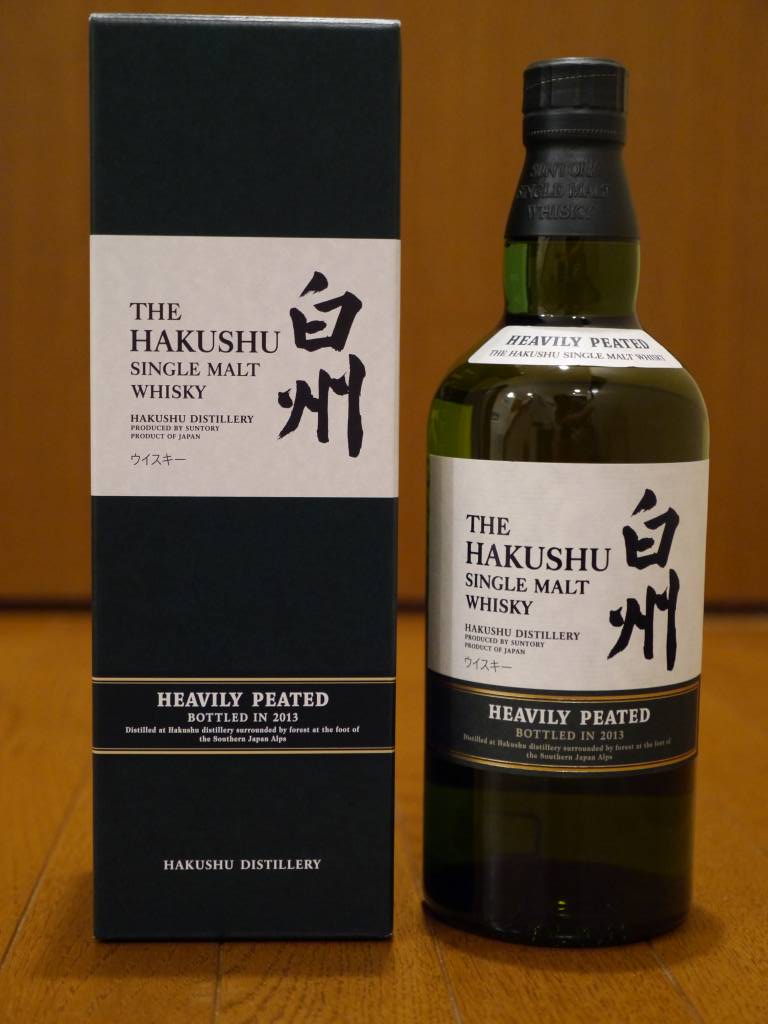 THE
HAKUSHU
SINGLE MALT
WHISKY
白州
HAKUSHU DISTILLERY
PRODUCED BY SUNTORY
PRODUCT OF JAPAN
ウイスキー
HEAVILY PEATED
BOTTLED IN 2013
Distilled at Hakushu distillery surrounded by forest at the foot of
the Southern Japan Alps
HAKUSHU DISTILLERY
SUNTORY
SINGLE MALT
WHISKY
HEAVILY PEATED
THE HAKUSHU SINGLE MALT WHISKY
THE
HAKUSHU
SINGLE MALT
WHISKY
白州
HAKUSHU DISTILLERY
PRODUCED BY SUNTORY
PRODUCT OF JAPAN
ウイスキー
HEAVILY PEATED
BOTTLED IN 2013
Distilled at Hakushu distillery surrounded by forest at the foot of
the Southern Japan Alps